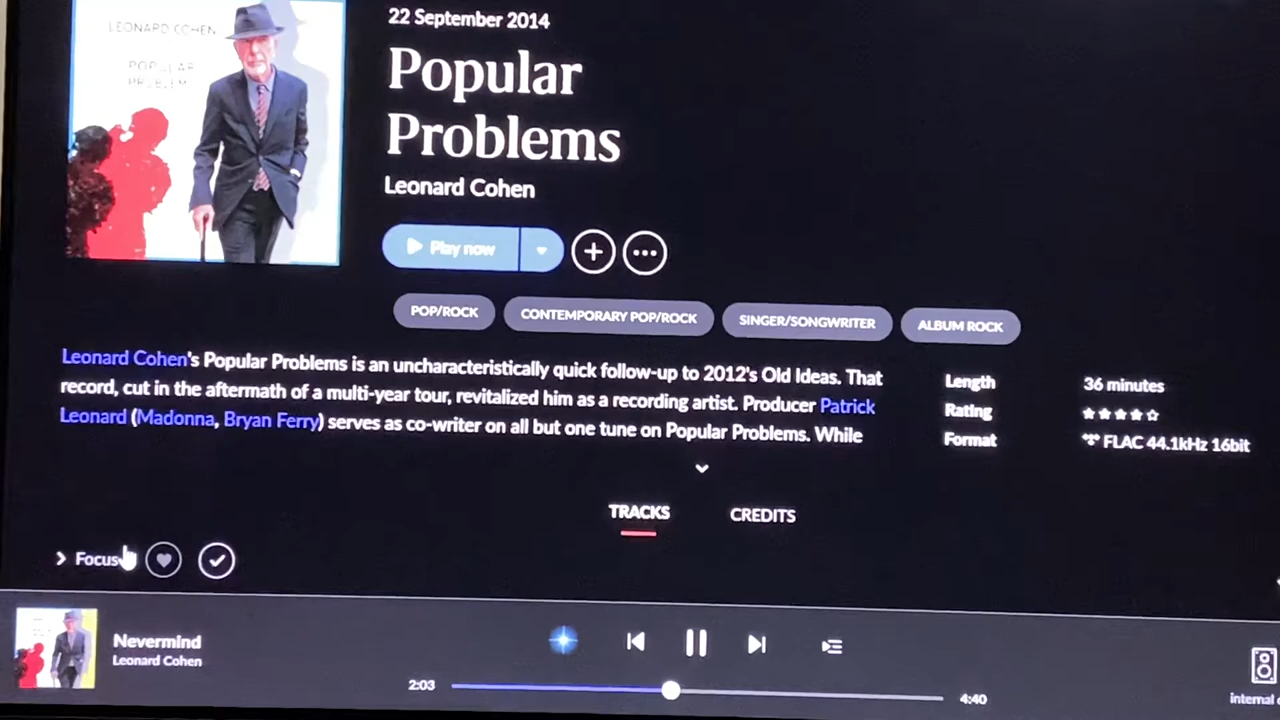 22 September 2014
LEONARD COHEN
Popular
Problems
Leonard Cohen
Play now
POP/ROCK
CONTEMPORARY POP/ROCK
SINGER/SONGWRITER
ALBUM ROCK
Leonard Cohen's Popular Problems is an uncharacteristically quick follow-up to 2012's Old Ideas. That
record, cut in the aftermath of a multi-year tour, revitalized him as a recording artist. Producer Patrick
Leonard (Madonna, Bryan Ferry) serves as co-writer on all but one tune on Popular Problems. While
Length 36 minutes
Rating
Format FLAC 44.1kHz 16bit
TRACKS CREDITS
Focus
Nevermind
Leonard Cohen
2:03
4:40
internal